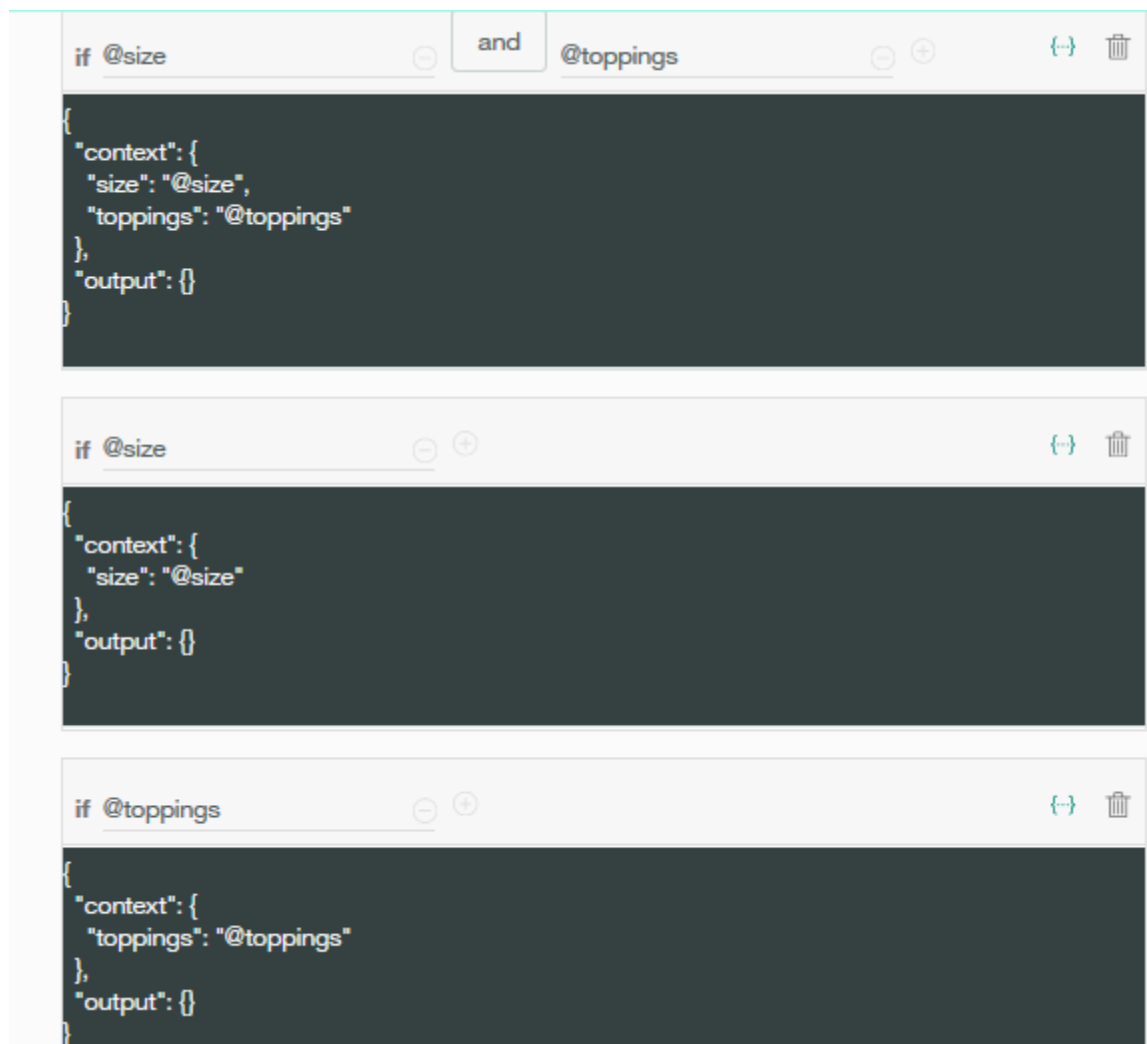 if @size and @toppings {...}
{
"context": {
"size": "@size",
"toppings": "@toppings"
},
"output": {}
}
if @size {...}
{
"context": {
"size": "@size"
},
"output": {}
}
if @toppings {...}
{
"context": {
"toppings": "@toppings"
},
"output": {}
}